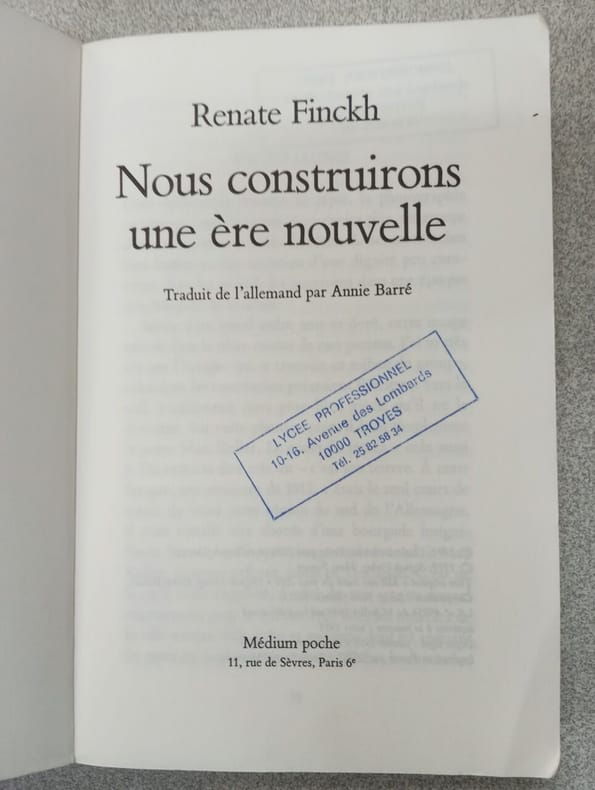 Renate Finckh
Nous construirons
une ère nouvelle
Traduit de l'allemand par Annie Barré
LYCEE PROFESSIONNEL
10-16, Avenue des Lombards
10000 TROYES
Tél. 25 82 58 34
Médium poche
11, rue de Sèvres, Paris 6e